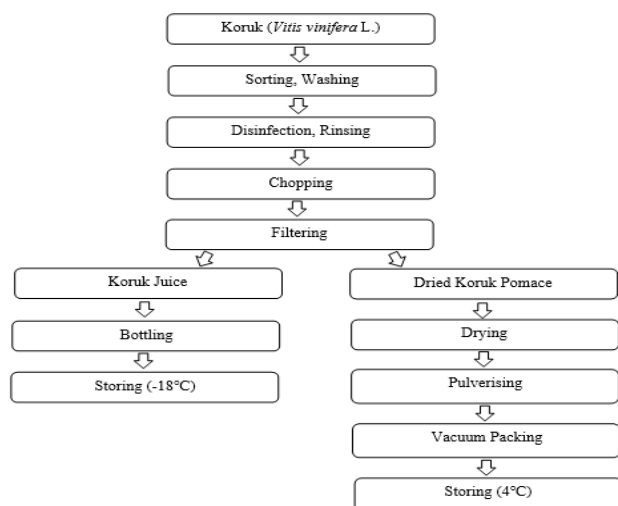 Koruk (Vitis vinifera L.)
Sorting, Washing
Disinfection, Rinsing
Chopping
Filtering
Koruk Juice
Bottling
Storing (-18°C)
Dried Koruk Pomace
Drying
Pulverising
Vacuum Packing
Storing (4°C)